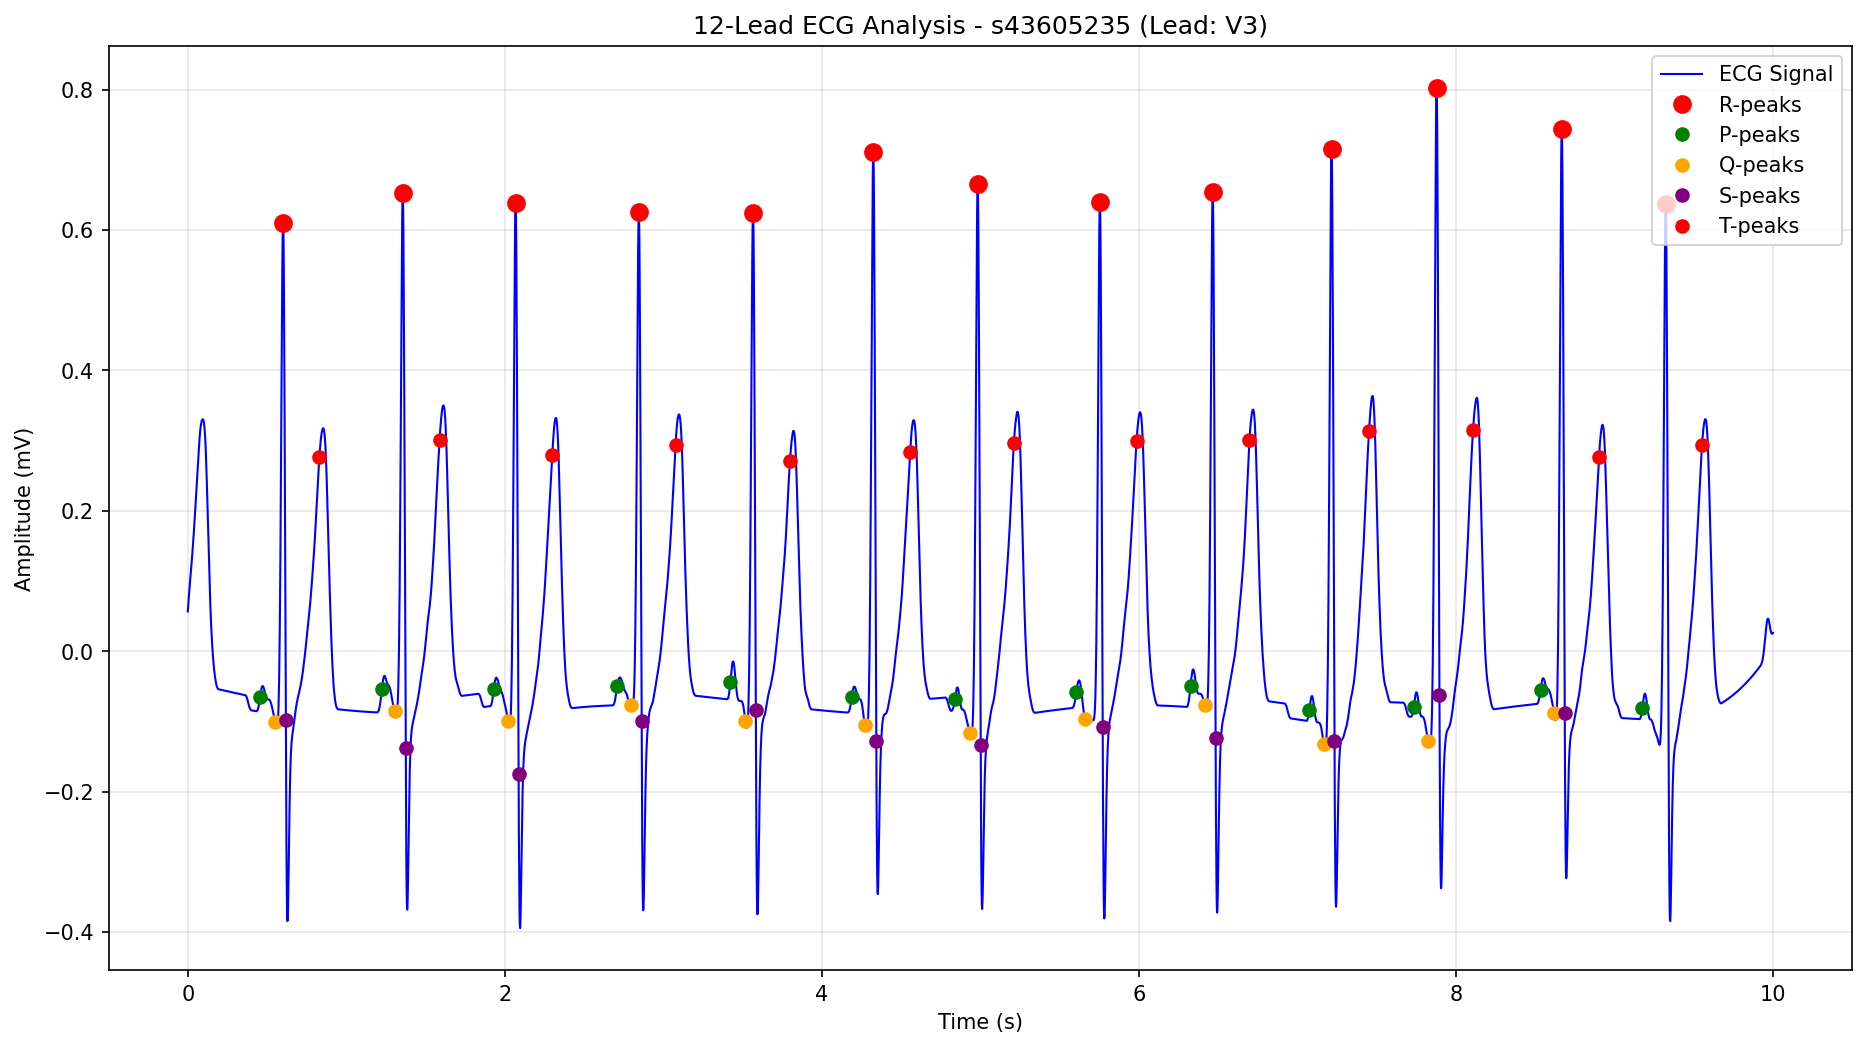 12-Lead ECG Analysis - s43605235 (Lead: V3)
ECG Signal
R-peaks
P-peaks
Q-peaks
S-peaks
T-peaks
Amplitude (mV)
0.8
0.6
0.4
0.2
0.0
−0.2
−0.4
0 2 4 6 8 10
Time (s)